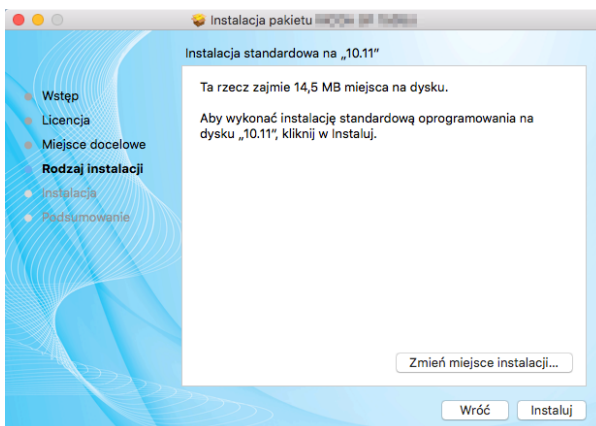 Instalacja pakietu
Instalacja standardowa na „10.11”
Wstęp
Licencja
Miejsce docelowe
Rodzaj instalacji
Instalacja
Podsumowanie
Ta rzecz zajmie 14,5 MB miejsca na dysku.
Aby wykonać instalację standardową oprogramowania na
dysku „10.11”, kliknij w Instaluj.
Zmień miejsce instalacji...
Wróć
Instaluj